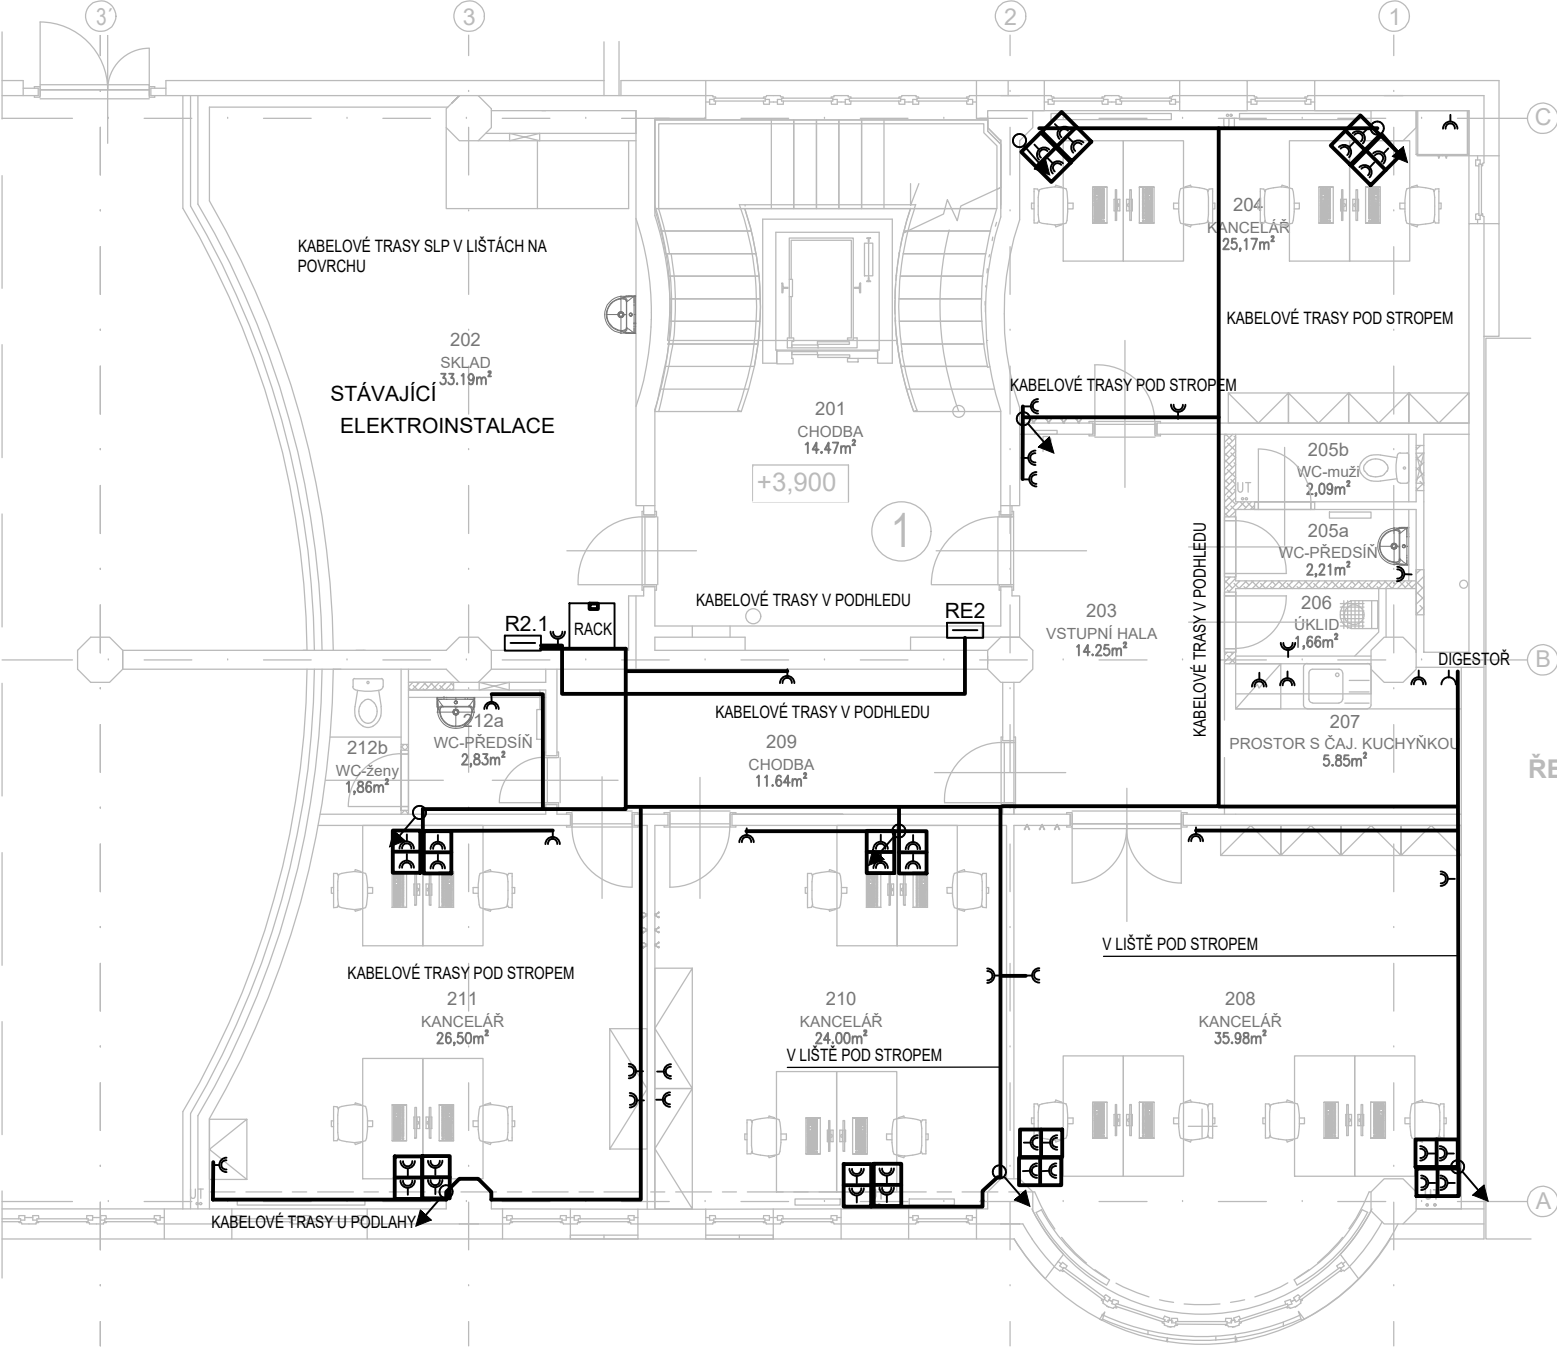 3'
3
2
1
C
KABELOVÉ TRASY SLP V LIŠTÁCH NA
POVRCHU
204
KANCELÁŘ
25,17m²
KABELOVÉ TRASY POD STROPEM
202
SKLAD
33.19m²
STÁVAJÍCÍ
ELEKTROINSTALACE
KABELOVÉ TRASY POD STROPEM
201
CHODBA
14.47m²
+3,900
1
205b
WC-muži
2,09m²
UT
205a
WC-PŘEDSÍŇ
2,21m²
KABELOVÉ TRASY V PODHLEDU
KABELOVÉ TRASY V PODHLEDU
R2.1
RACK
RE2
203
VSTUPNÍ HALA
14.25m²
206
ÚKLID
1,66m²
B
DIGESTOŘ
KABELOVÉ TRASY V PODHLEDU
212a
WC-PŘEDSÍŇ
2,83m²
212b
WC-ženy
1,86m²
209
CHODBA
11.64m²
207
PROSTOR S ČAJ. KUCHYŇKOU
5.85m²
ŘE
V LIŠTĚ POD STROPEM
KABELOVÉ TRASY POD STROPEM
211
KANCELÁŘ
26,50m²
210
KANCELÁŘ
24.00m²
V LIŠTĚ POD STROPEM
208
KANCELÁŘ
35.98m²
KABELOVÉ TRASY U PODLAHY
A